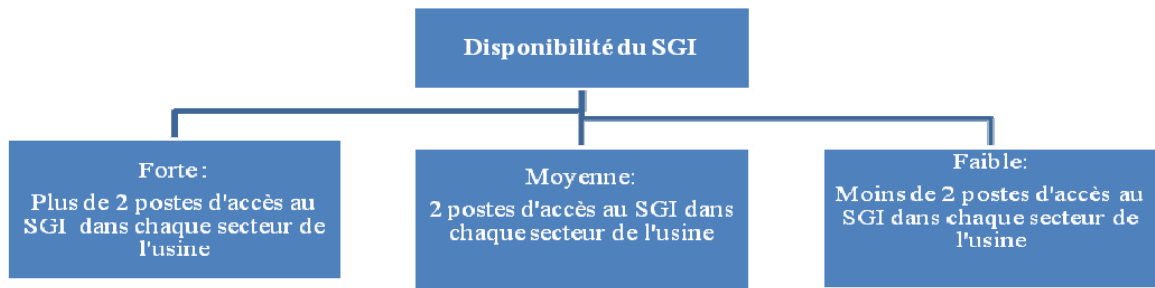 Disponibilité du SGI
Forte:
Plus de 2 postes d'accès au
SGI dans chaque secteur de
l'usine
Moyenne:
2 postes d'accès au SGI dans
chaque secteur de l'usine
Faible:
Moins de 2 postes d'accès au
SGI dans chaque secteur de
l'usine